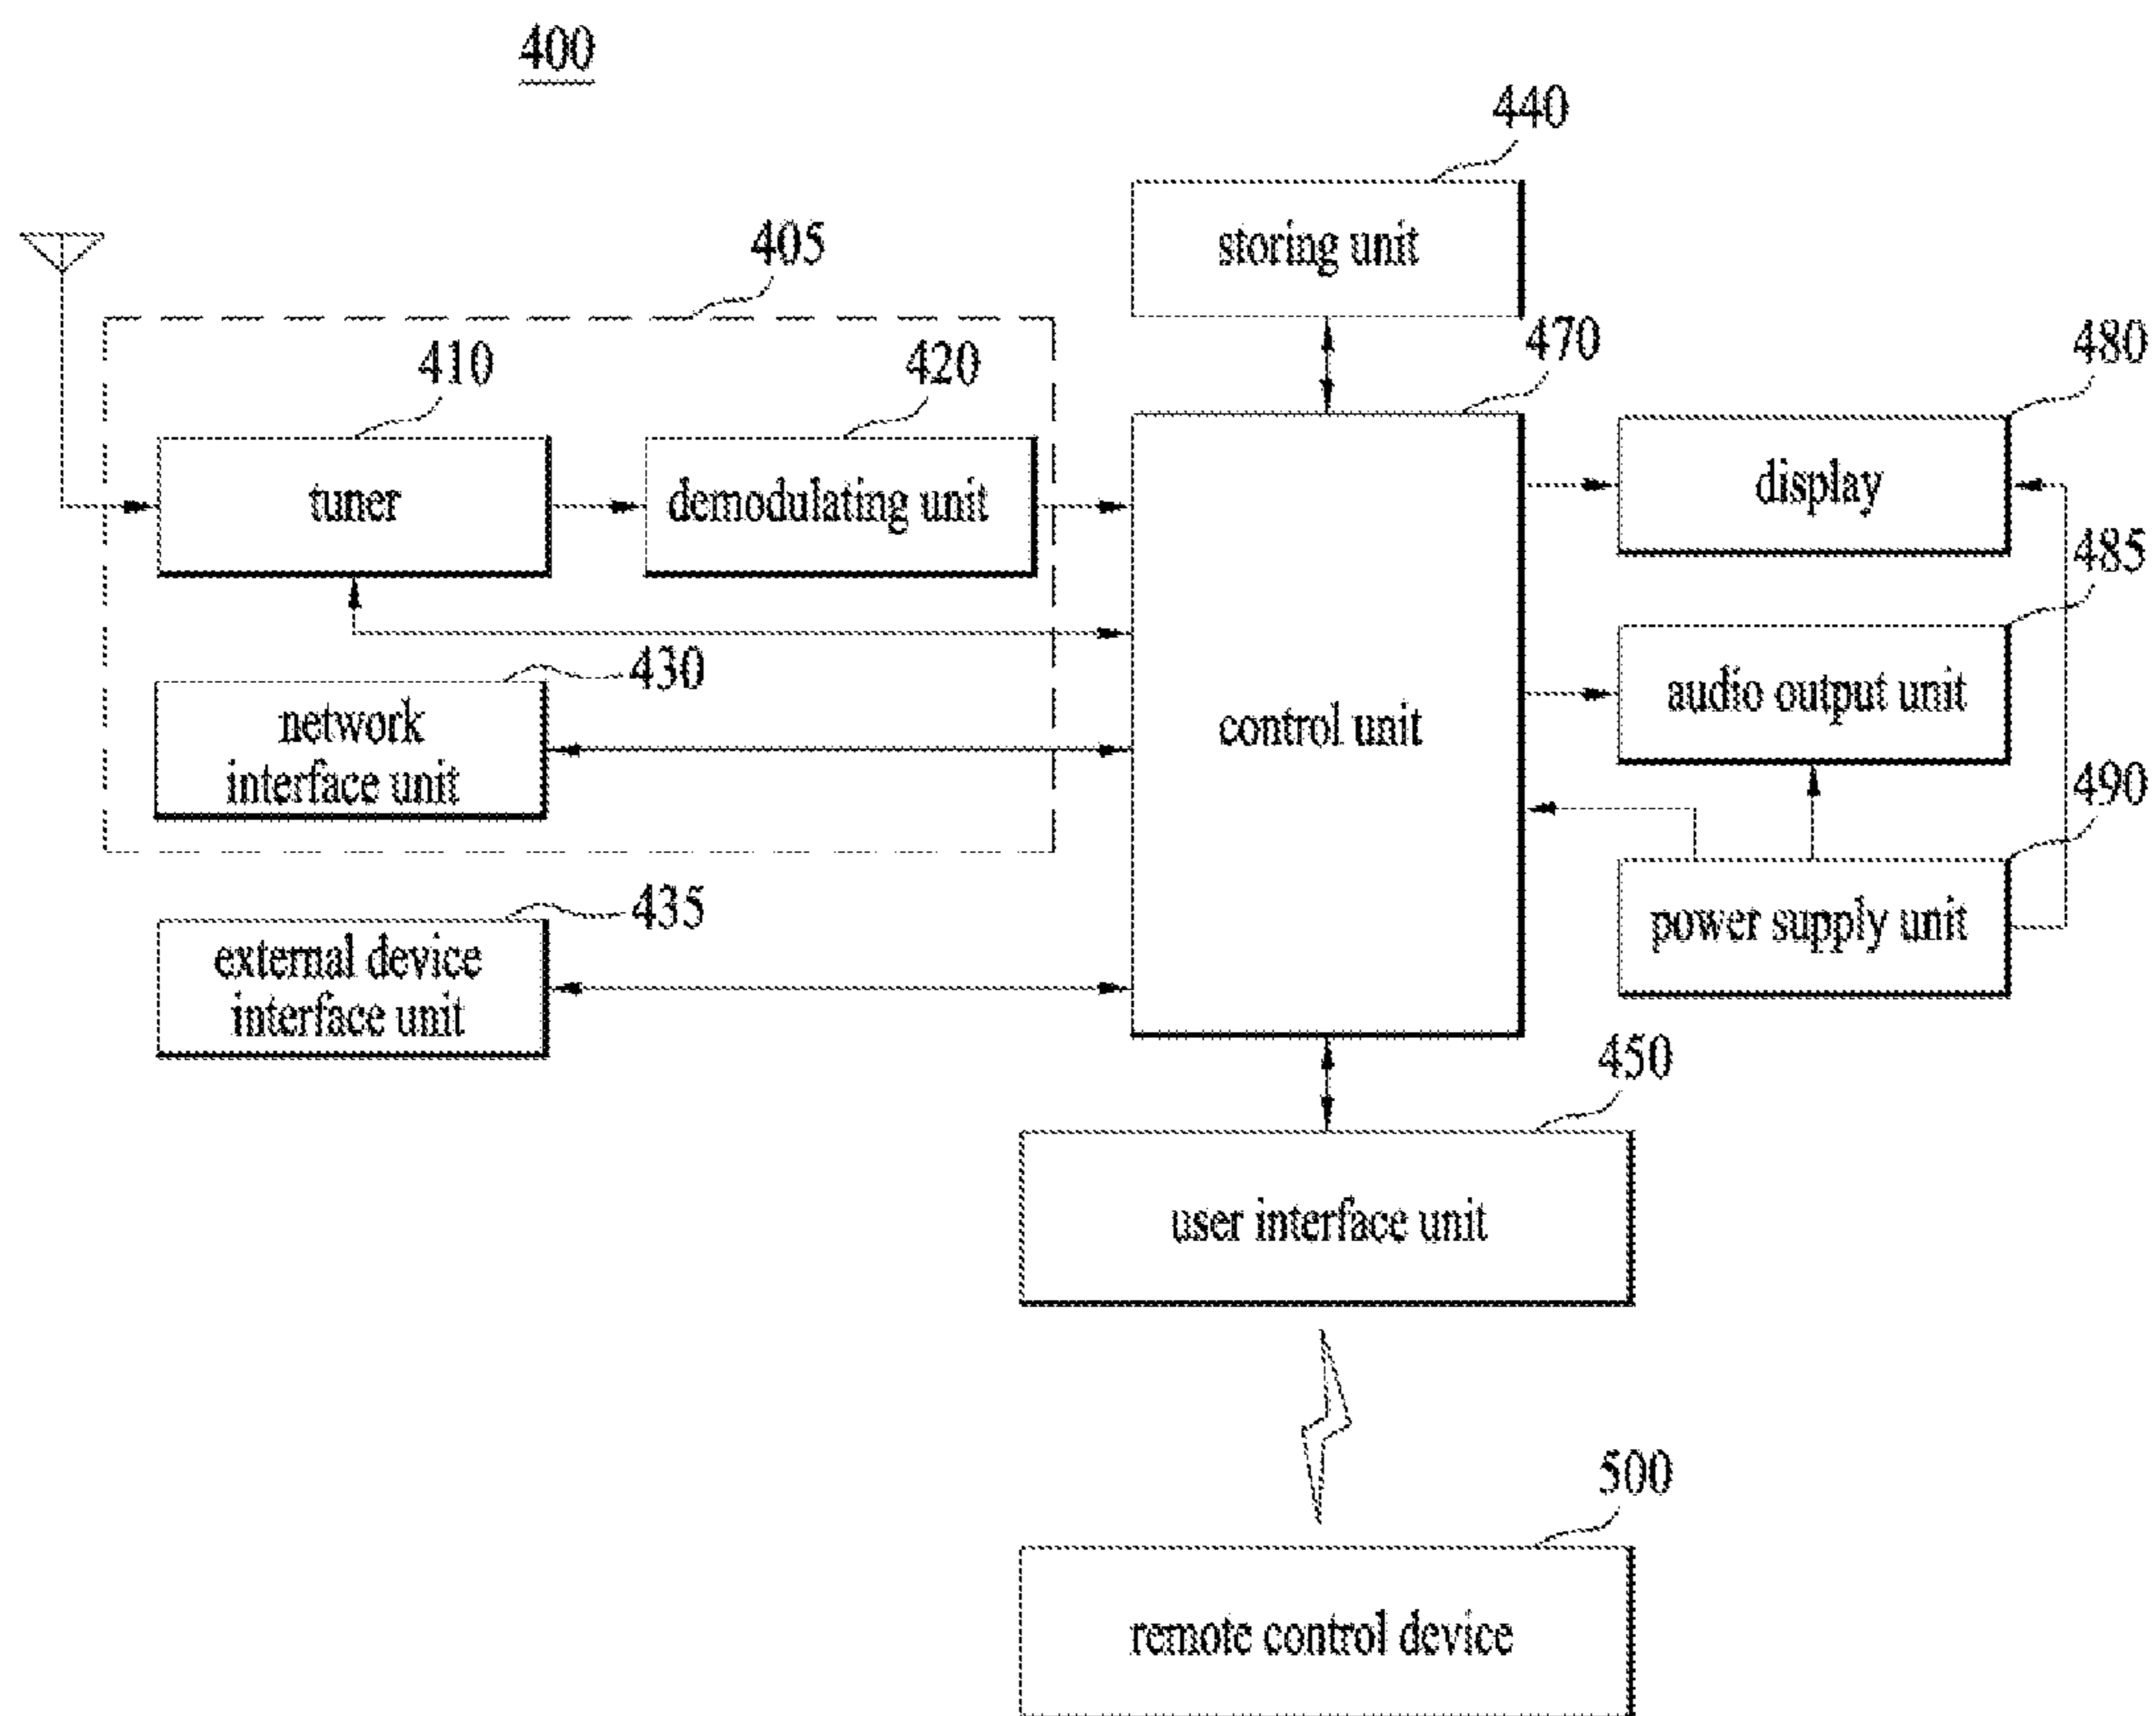 400
440
storing unit
405
470
480
410
420
tuner
demodulating unit
display
485
430
network
interface unit
control unit
audio output unit
490
435
external device
interface unit
power supply unit
450
user interface unit
500
remote control device